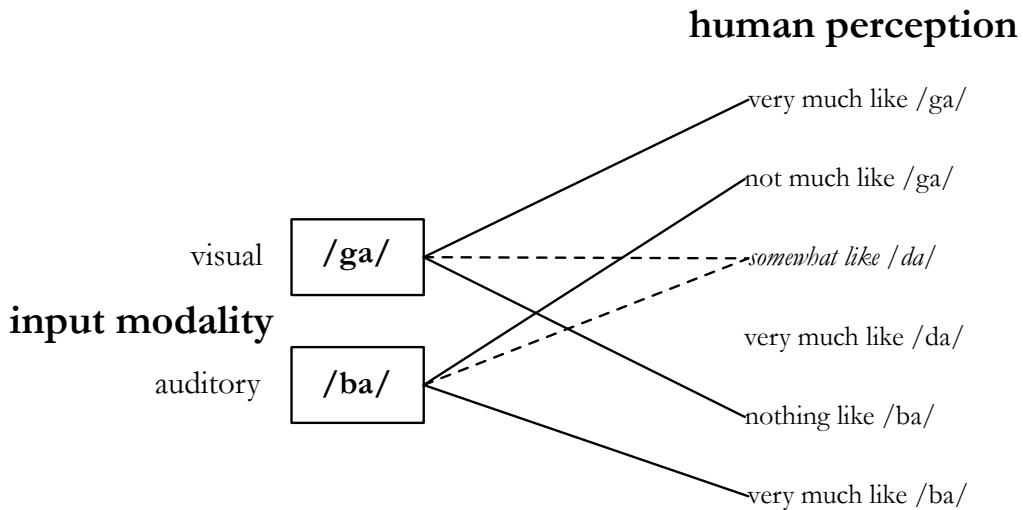 human perception
very much like /ga/
not much like /ga/
visual
/ga/
somewhat like /da/
input modality
very much like /da/
auditory
/ba/
nothing like /ba/
very much like /ba/